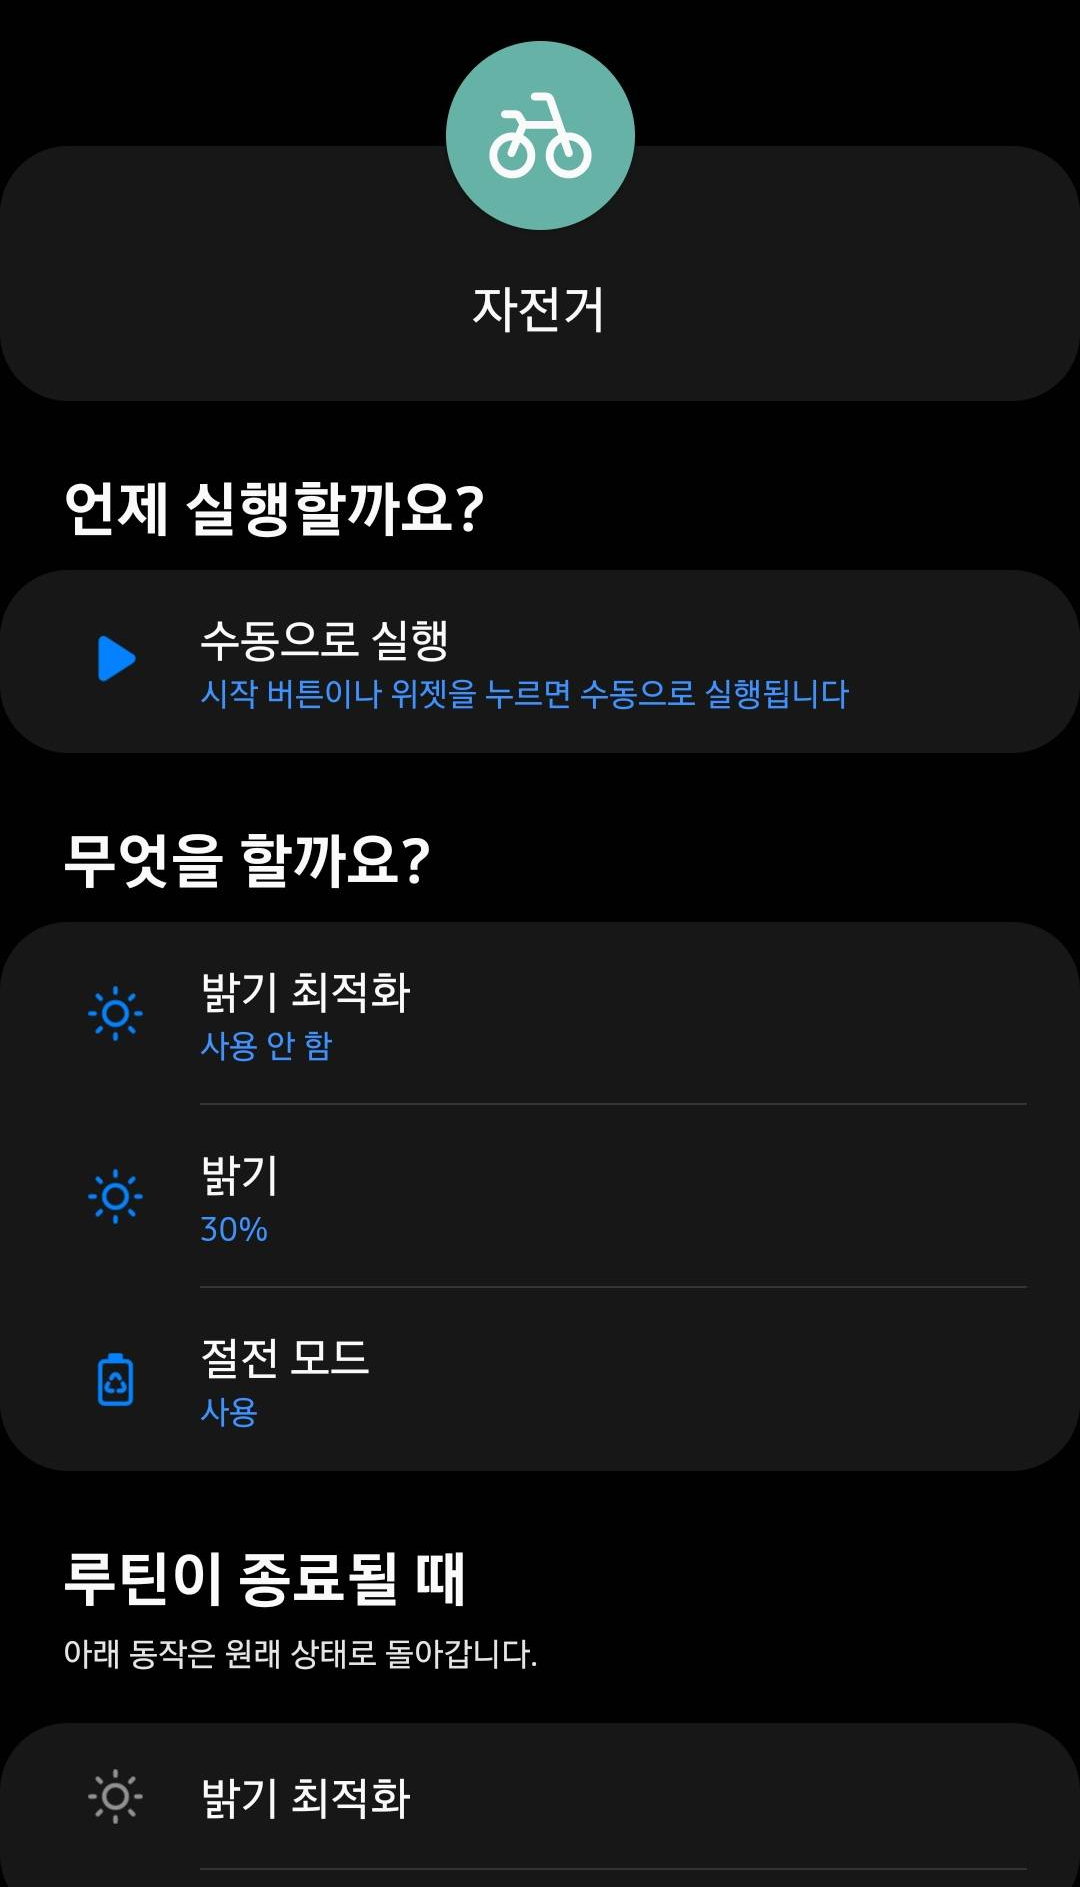 자전거
언제 실행할까요?
수동으로 실행
시작 버튼이나 위젯을 누르면 수동으로 실행됩니다
무엇을 할까요?
밝기 최적화
사용 안 함
밝기
30%
절전 모드
사용
루틴이 종료될 때
아래 동작은 원래 상태로 돌아갑니다.
밝기 최적화